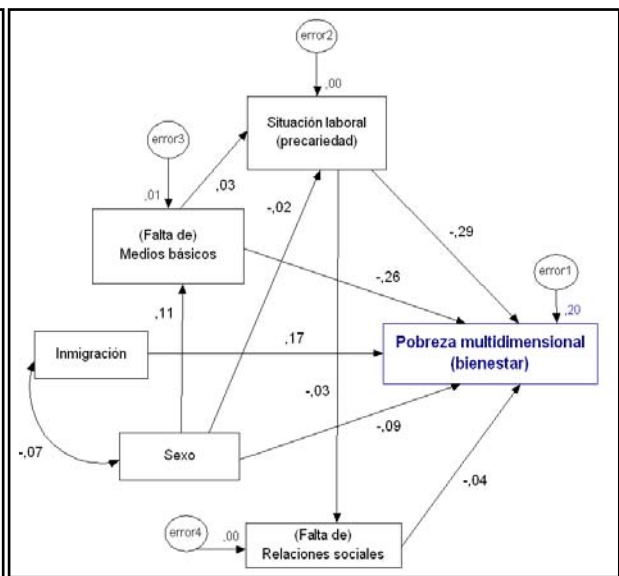 error2
,00
Situación laboral
(precariedad)
error3
,01
,03
-,02
(Falta de)
Medios básicos
-,29
-,26
error1
,20
,11
Inmigración
,17
Pobreza multidimensional
(bienestar)
-,03
-,07
Sexo
-,09
-,04
error4
,00
(Falta de)
Relaciones sociales